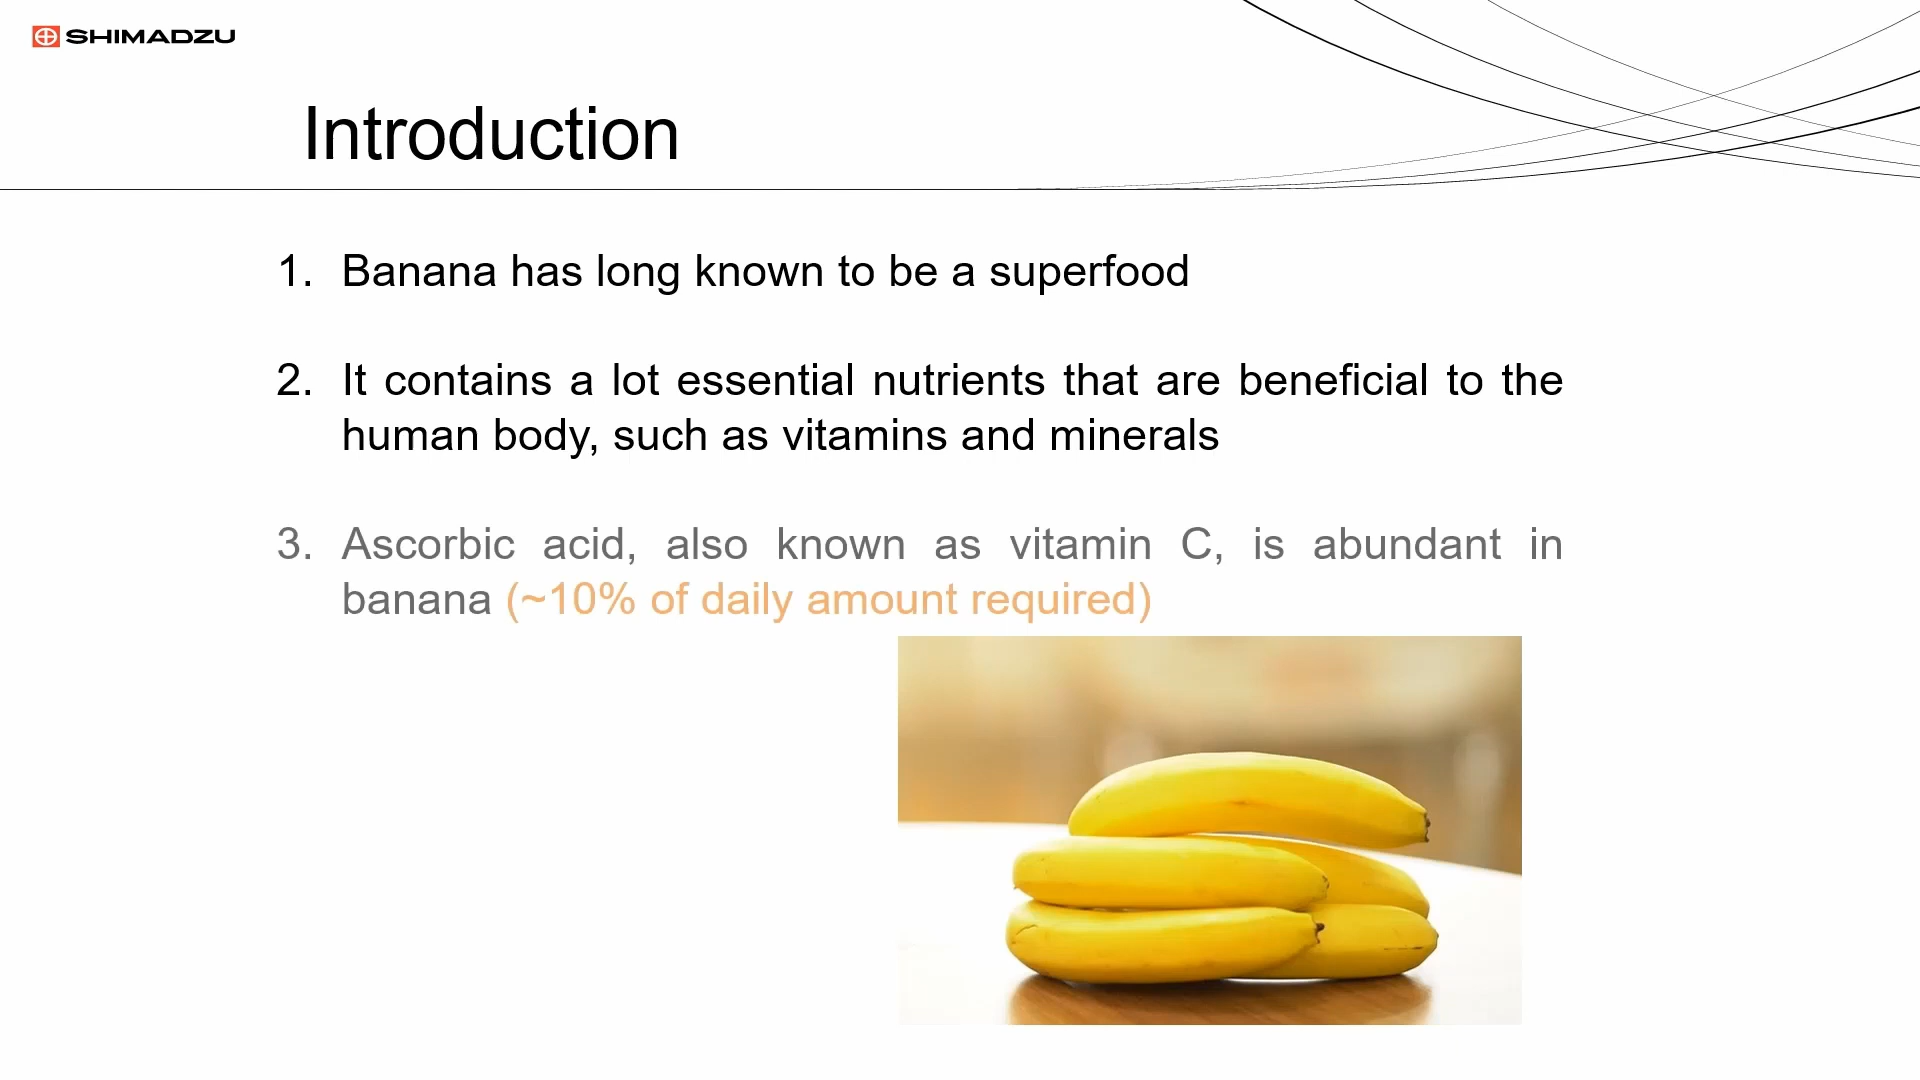 SHIMADZU
Introduction
1. Banana has long known to be a superfood
2. It contains a lot essential nutrients that are beneficial to the
human body, such as vitamins and minerals
3. Ascorbic acid, also known as vitamin C, is abundant in
banana (~10% of daily amount required)